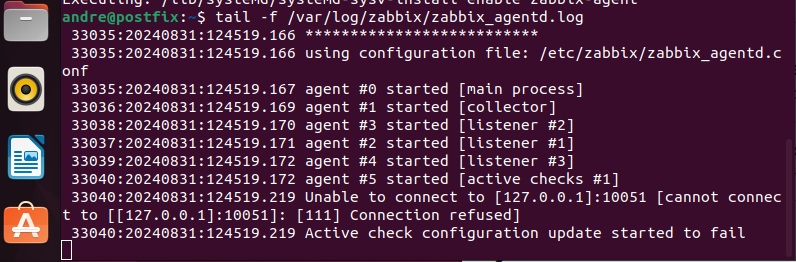 Executing: /lib/systemd/systemd-sysv-install enable zabbix-agent
andre@postfix:~$ tail -f /var/log/zabbix/zabbix_agentd.log
33035:20240831:124519.166 **************************
33035:20240831:124519.166 using configuration file: /etc/zabbix/zabbix_agentd.c
onf
33035:20240831:124519.167 agent #0 started [main process]
33036:20240831:124519.169 agent #1 started [collector]
33038:20240831:124519.170 agent #3 started [listener #2]
33037:20240831:124519.171 agent #2 started [listener #1]
33039:20240831:124519.172 agent #4 started [listener #3]
33040:20240831:124519.172 agent #5 started [active checks #1]
33040:20240831:124519.219 Unable to connect to [127.0.0.1]:10051 [cannot connec
t to [[127.0.0.1]:10051]: [111] Connection refused]
33040:20240831:124519.219 Active check configuration update started to fail